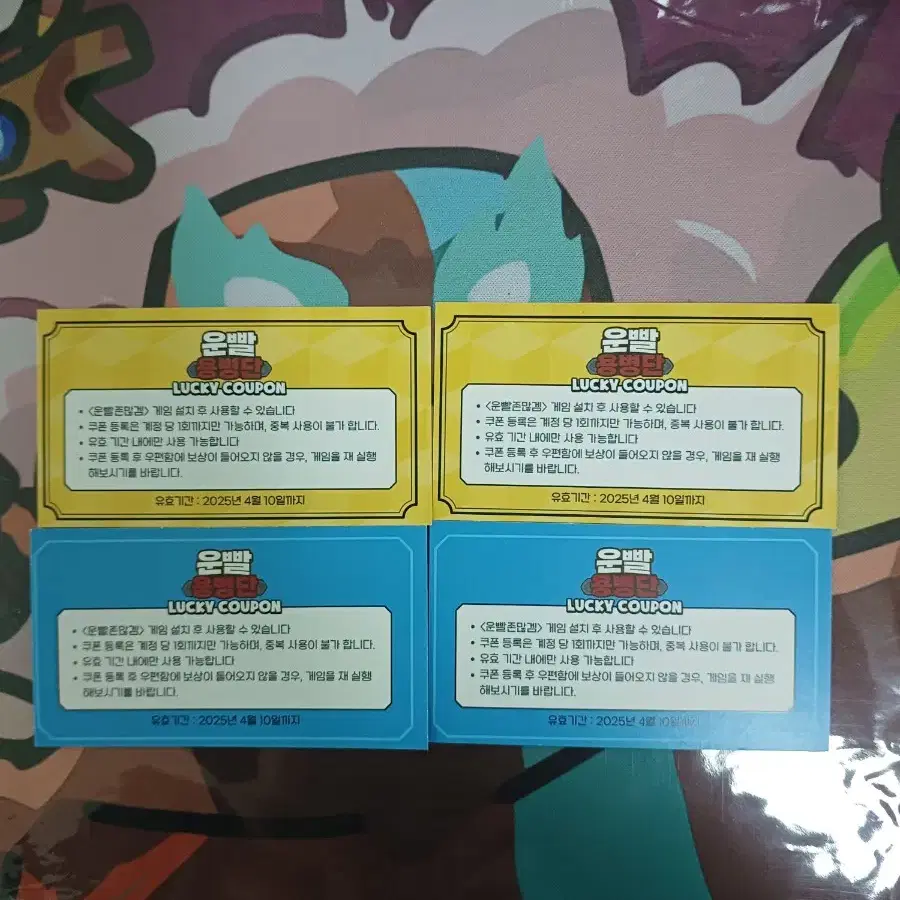 운빨
용병단
LUCKY COUPON
• <운빨존많겜> 게임 설치 후 사용할 수 있습니다
• 쿠폰 등록은 계정 당 1회까지만 가능하며, 중복 사용이 불가 합니다.
• 유효 기간 내에만 사용 가능합니다
• 쿠폰 등록 후 우편함에 보상이 들어오지 않을 경우, 게임을 재 실행
해보시기를 바랍니다.
유효기간 : 2025년 4월 10일까지
운빨
용병단
LUCKY COUPON
• <운빨존많겜> 게임 설치 후 사용할 수 있습니다
• 쿠폰 등록은 계정 당 1회까지만 가능하며, 중복 사용이 불가 합니다.
• 유효 기간 내에만 사용 가능합니다
• 쿠폰 등록 후 우편함에 보상이 들어오지 않을 경우, 게임을 재 실행
해보시기를 바랍니다.
유효기간 : 2025년 4월 10일까지
운빨
용병단
LUCKY COUPON
• <운빨존많겜> 게임 설치 후 사용할 수 있습니다
• 쿠폰 등록은 계정 당 1회까지만 가능하며, 중복 사용이 불가 합니다.
• 유효 기간 내에만 사용 가능합니다
• 쿠폰 등록 후 우편함에 보상이 들어오지 않을 경우, 게임을 재 실행
해보시기를 바랍니다.
유효기간 : 2025년 4월 10일까지
운빨
용병단
LUCKY COUPON
• <운빨존많겜> 게임 설치 후 사용할 수 있습니다
• 쿠폰 등록은 계정 당 1회까지만 가능하며, 중복 사용이 불가 합니다.
• 유효 기간 내에만 사용 가능합니다
• 쿠폰 등록 후 우편함에 보상이 들어오지 않을 경우, 게임을 재 실행
해보시기를 바랍니다.
유효기간 : 2025년 4월 10일까지